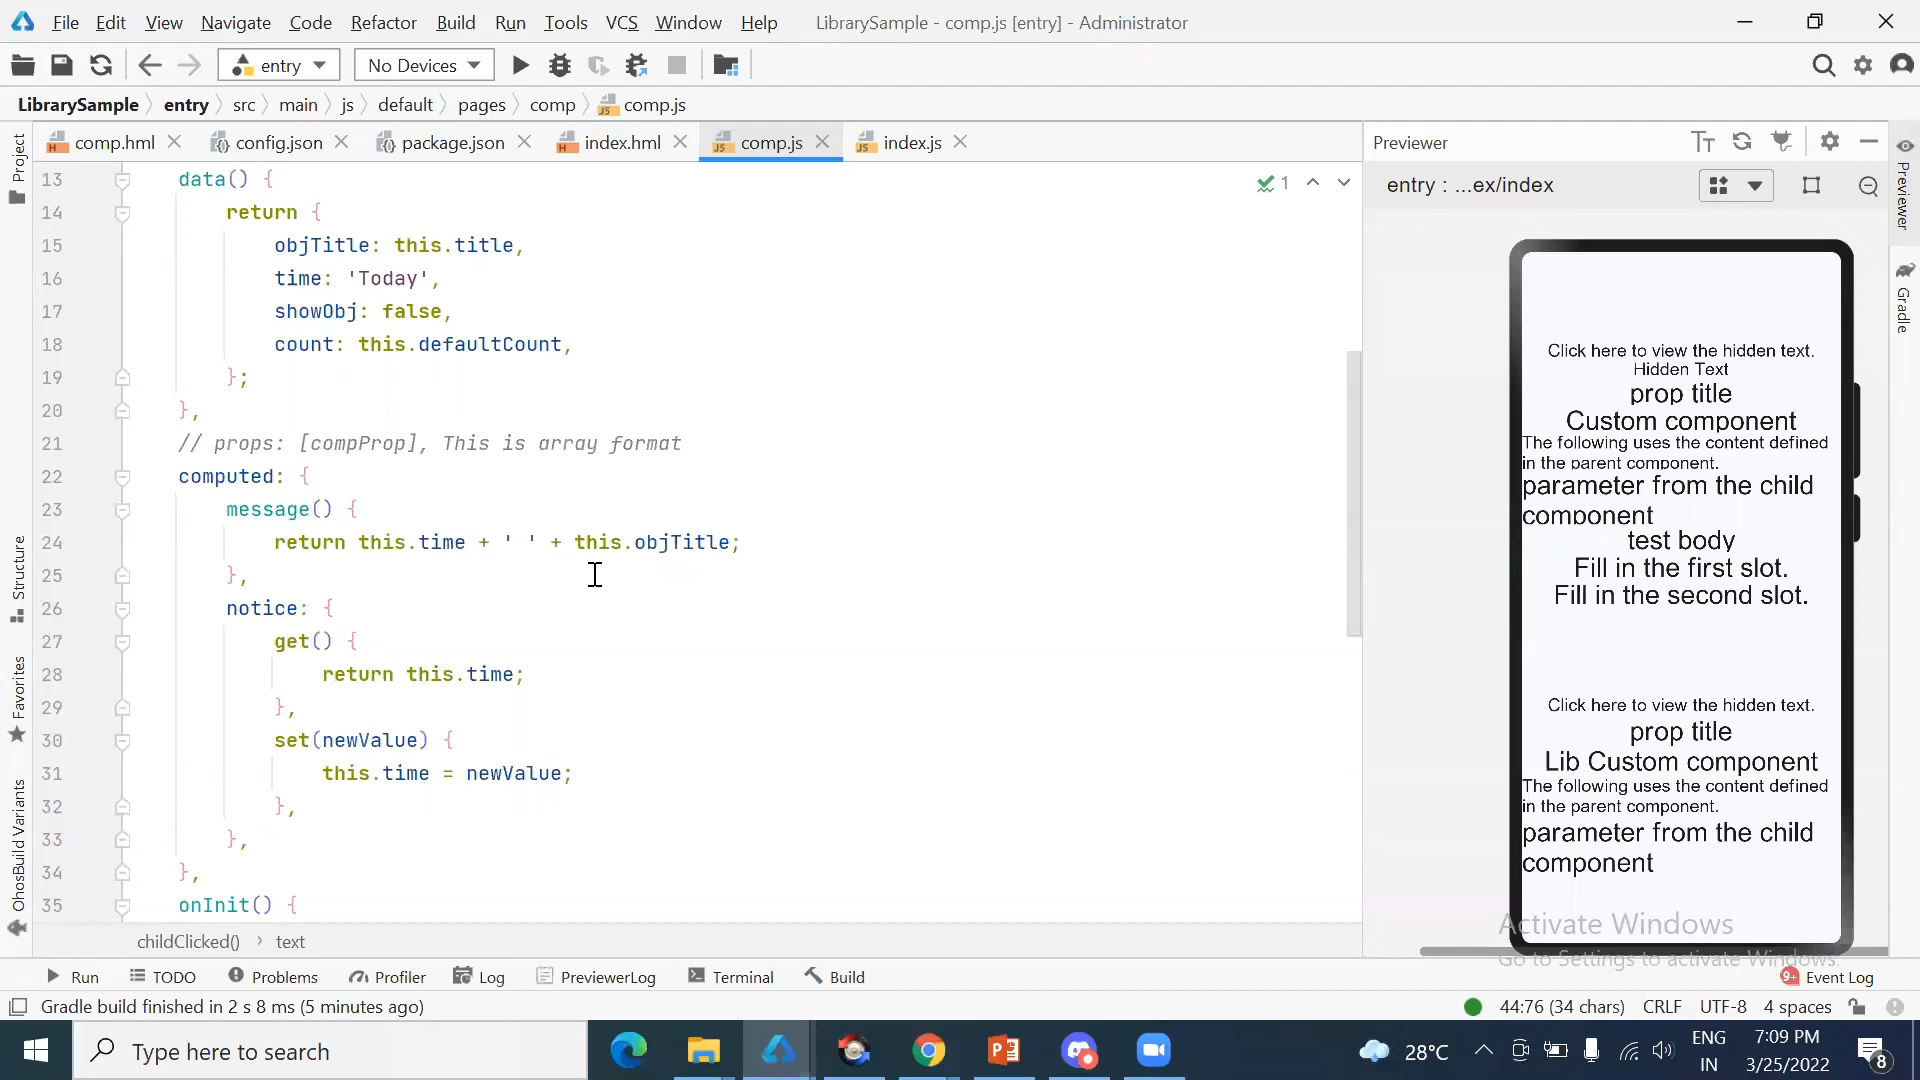 File Edit View Navigate Code Refactor Build Run Tools VCS Window Help LibrarySample - comp.js [entry] - Administrator
entry No Devices
LibrarySample entry src main js default pages comp comp.js
comp.hml config.json package.json index.hml comp.js index.js
Previewer
entry : ...ex/index
1
13 data() {
14 return {
15 objTitle: this.title,
16 time: 'Today',
17 showObj: false,
18 count: this.defaultCount,
19 };
20 },
21 // props: [compProp], This is array format
22 computed: {
23 message() {
24 return this.time + ' ' + this.objTitle;
25 },
26 notice: {
27 get() {
28 return this.time;
29 },
30 set(newValue) {
31 this.time = newValue;
32 },
33 },
34 },
35 onInit() {
childClicked() text
Project
Structure
Favorites
OhosBuild Variants
Previewer
Gradle
Click here to view the hidden text.
Hidden Text
prop title
Custom component
The following uses the content defined
in the parent component.
parameter from the child
component
test body
Fill in the first slot.
Fill in the second slot.
Click here to view the hidden text.
prop title
Lib Custom component
The following uses the content defined
in the parent component.
parameter from the child
component
Activate Windows
Go to Settings to activate Windows.
Run TODO Problems Profiler Log PreviewerLog Terminal Build 9+ Event Log
Gradle build finished in 2 s 8 ms (5 minutes ago) 44:76 (34 chars) CRLF UTF-8 4 spaces
Type here to search
28°C
ENG
IN
7:09 PM
3/25/2022
8